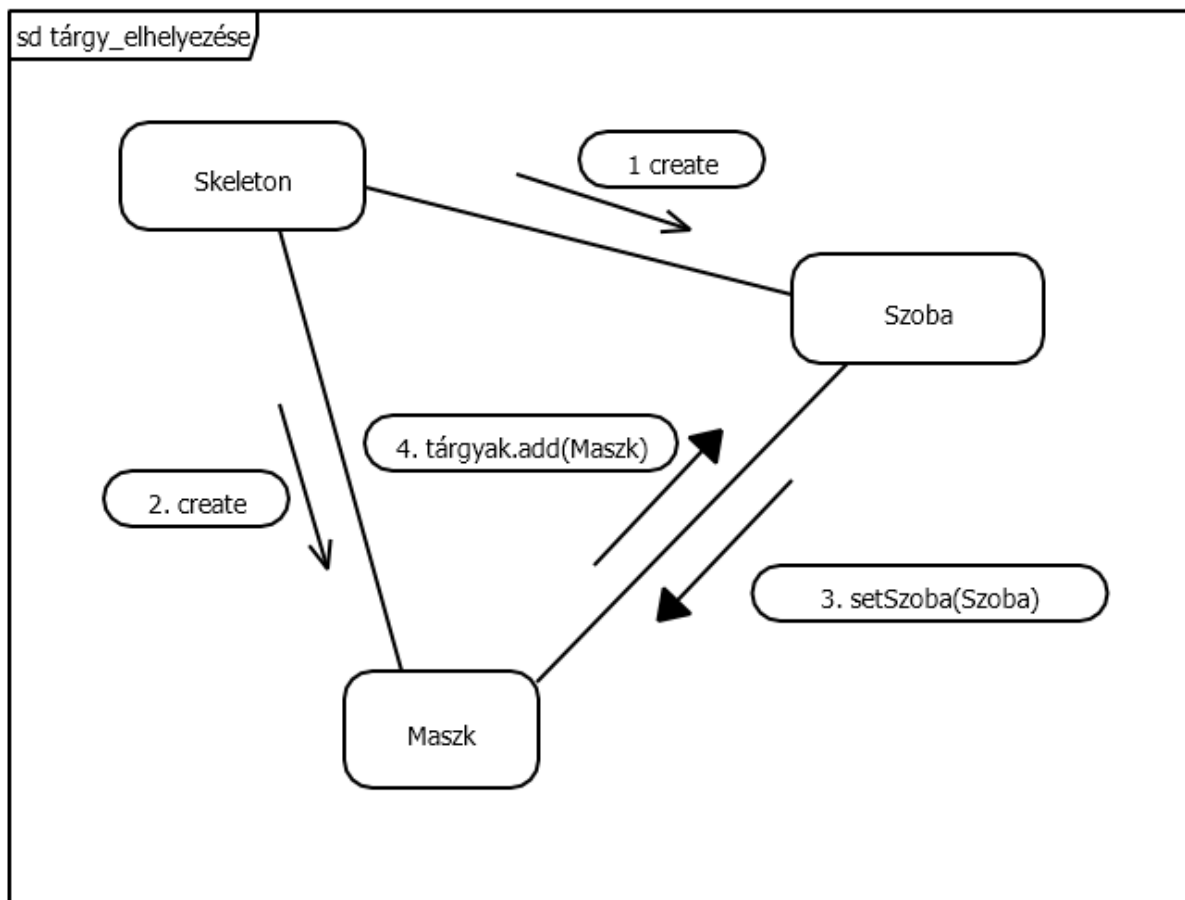 sd tárgy_elhelyezése
Skeleton
1 create
Szoba
4. tárgyak.add(Maszk)
2. create
3. setSzoba(Szoba)
Maszk